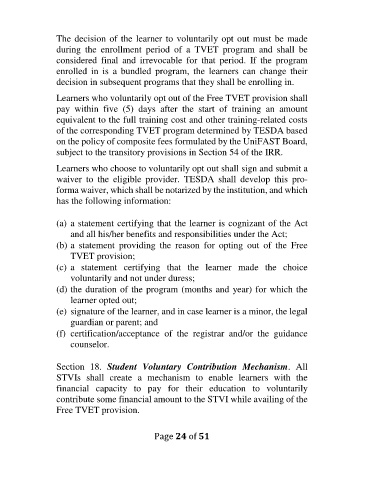 The decision of the learner to voluntarily opt out must be made
during the enrollment period of a TVET program and shall be
considered final and irrevocable for that period. If the program
enrolled in is a bundled program, the learners can change their
decision in subsequent programs that they shall be enrolling in.
Learners who voluntarily opt out of the Free TVET provision shall
pay within five (5) days after the start of training an amount
equivalent to the full training cost and other training-related costs
of the corresponding TVET program determined by TESDA based
on the policy of composite fees formulated by the UniFAST Board,
subject to the transitory provisions in Section 54 of the IRR.
Learners who choose to voluntarily opt out shall sign and submit a
waiver to the eligible provider. TESDA shall develop this pro-
forma waiver, which shall be notarized by the institution, and which
has the following information:
(a) a statement certifying that the learner is cognizant of the Act
and all his/her benefits and responsibilities under the Act;
(b) a statement providing the reason for opting out of the Free
TVET provision;
(c) a statement certifying that the learner made the choice
voluntarily and not under duress;
(d) the duration of the program (months and year) for which the
learner opted out;
(e) signature of the learner, and in case learner is a minor, the legal
guardian or parent; and
(f) certification/acceptance of the registrar and/or the guidance
counselor.
Section 18. Student Voluntary Contribution Mechanism. All
STVIs shall create a mechanism to enable learners with the
financial capacity to pay for their education to voluntarily
contribute some financial amount to the STVI while availing of the
Free TVET provision.
Page 24 of 51